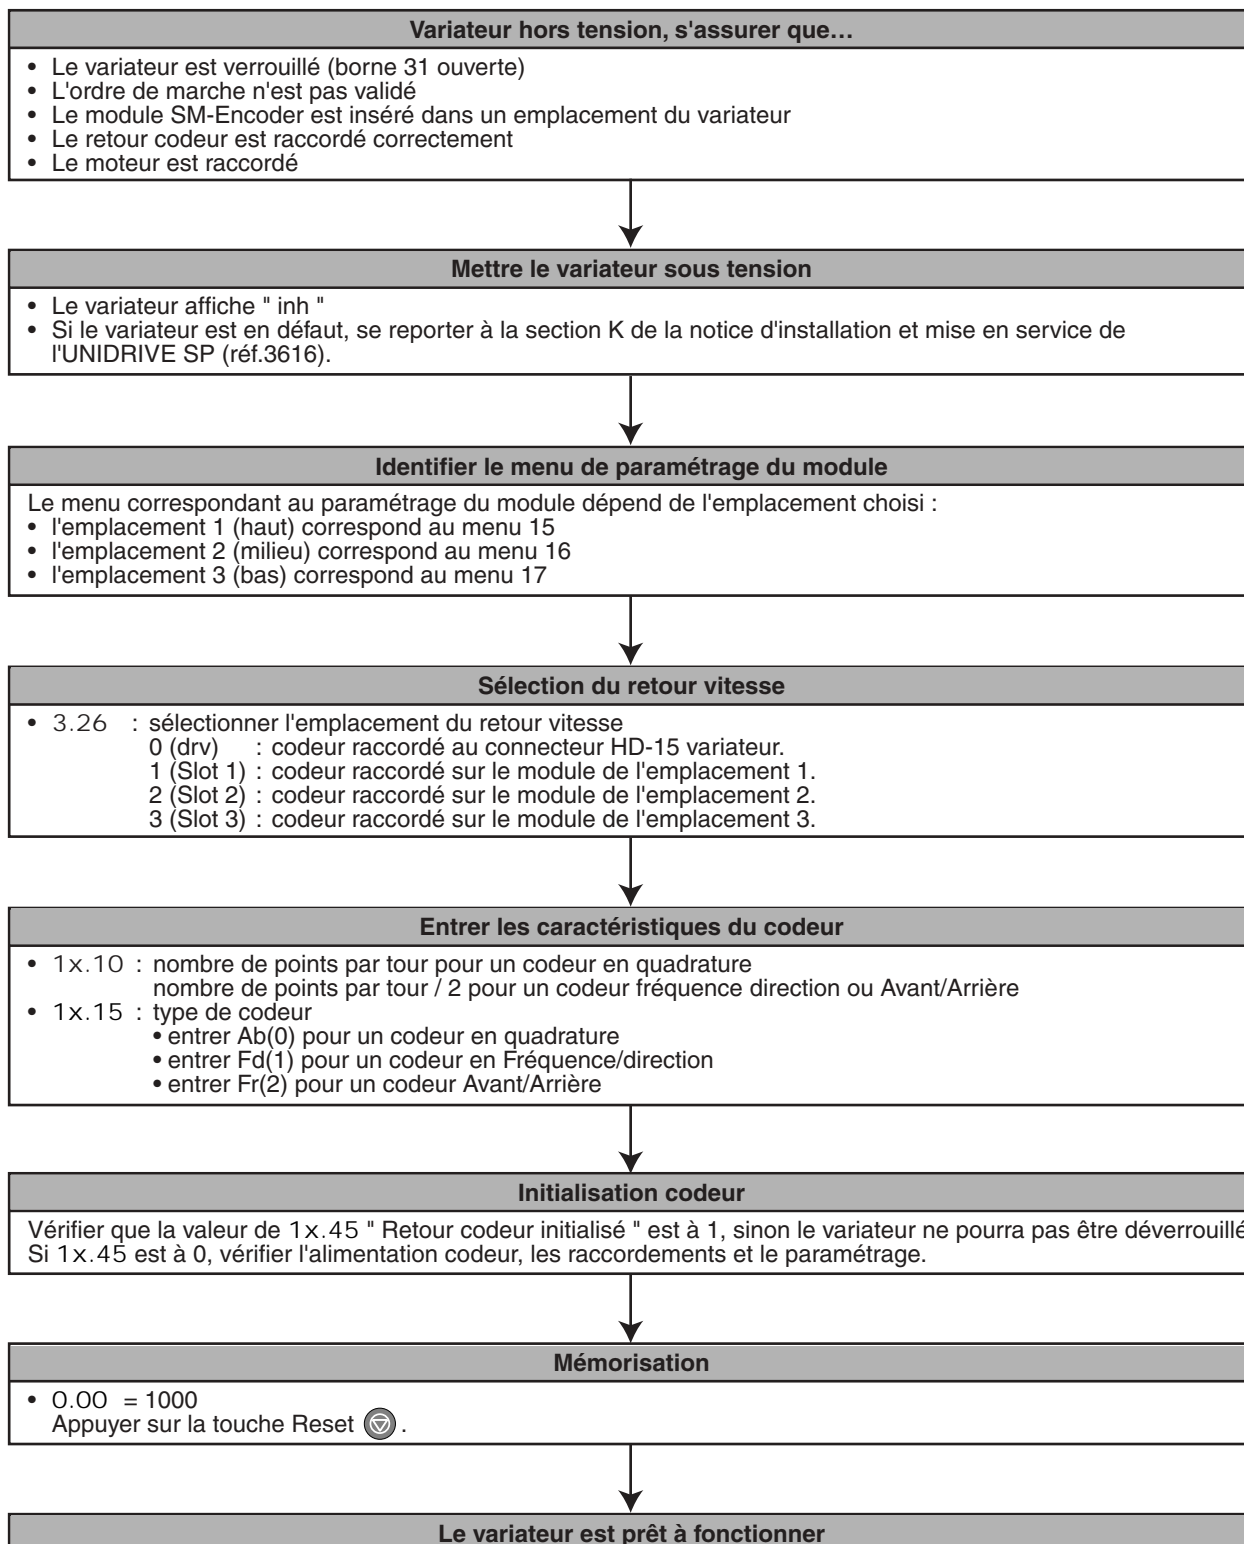 Variateur hors tension, s'assurer que…
• Le variateur est verrouillé (borne 31 ouverte)
• L'ordre de marche n'est pas validé
• Le module SM-Encoder est inséré dans un emplacement du variateur
• Le retour codeur est raccordé correctement
• Le moteur est raccordé
Mettre le variateur sous tension
• Le variateur affiche " inh "
• Si le variateur est en défaut, se reporter à la section K de la notice d'installation et mise en service de
l'UNIDRIVE SP (réf.3616).
Identifier le menu de paramétrage du module
Le menu correspondant au paramétrage du module dépend de l'emplacement choisi :
• l'emplacement 1 (haut) correspond au menu 15
• l'emplacement 2 (milieu) correspond au menu 16
• l'emplacement 3 (bas) correspond au menu 17
Sélection du retour vitesse
• 3.26 : sélectionner l'emplacement du retour vitesse
0 (drv) : codeur raccordé au connecteur HD-15 variateur.
1 (Slot 1) : codeur raccordé sur le module de l'emplacement 1.
2 (Slot 2) : codeur raccordé sur le module de l'emplacement 2.
3 (Slot 3) : codeur raccordé sur le module de l'emplacement 3.
Entrer les caractéristiques du codeur
• 1x.10 : nombre de points par tour pour un codeur en quadrature
nombre de points par tour / 2 pour un codeur fréquence direction ou Avant/Arrière
• 1x.15 : type de codeur
• entrer Ab(0) pour un codeur en quadrature
• entrer Fd(1) pour un codeur en Fréquence/direction
• entrer Fr(2) pour un codeur Avant/Arrière
Initialisation codeur
Vérifier que la valeur de 1x.45 " Retour codeur initialisé " est à 1, sinon le variateur ne pourra pas être déverrouillé
Si 1x.45 est à 0, vérifier l'alimentation codeur, les raccordements et le paramétrage.
Mémorisation
• 0.00 = 1000
Appuyer sur la touche Reset .
Le variateur est prêt à fonctionner